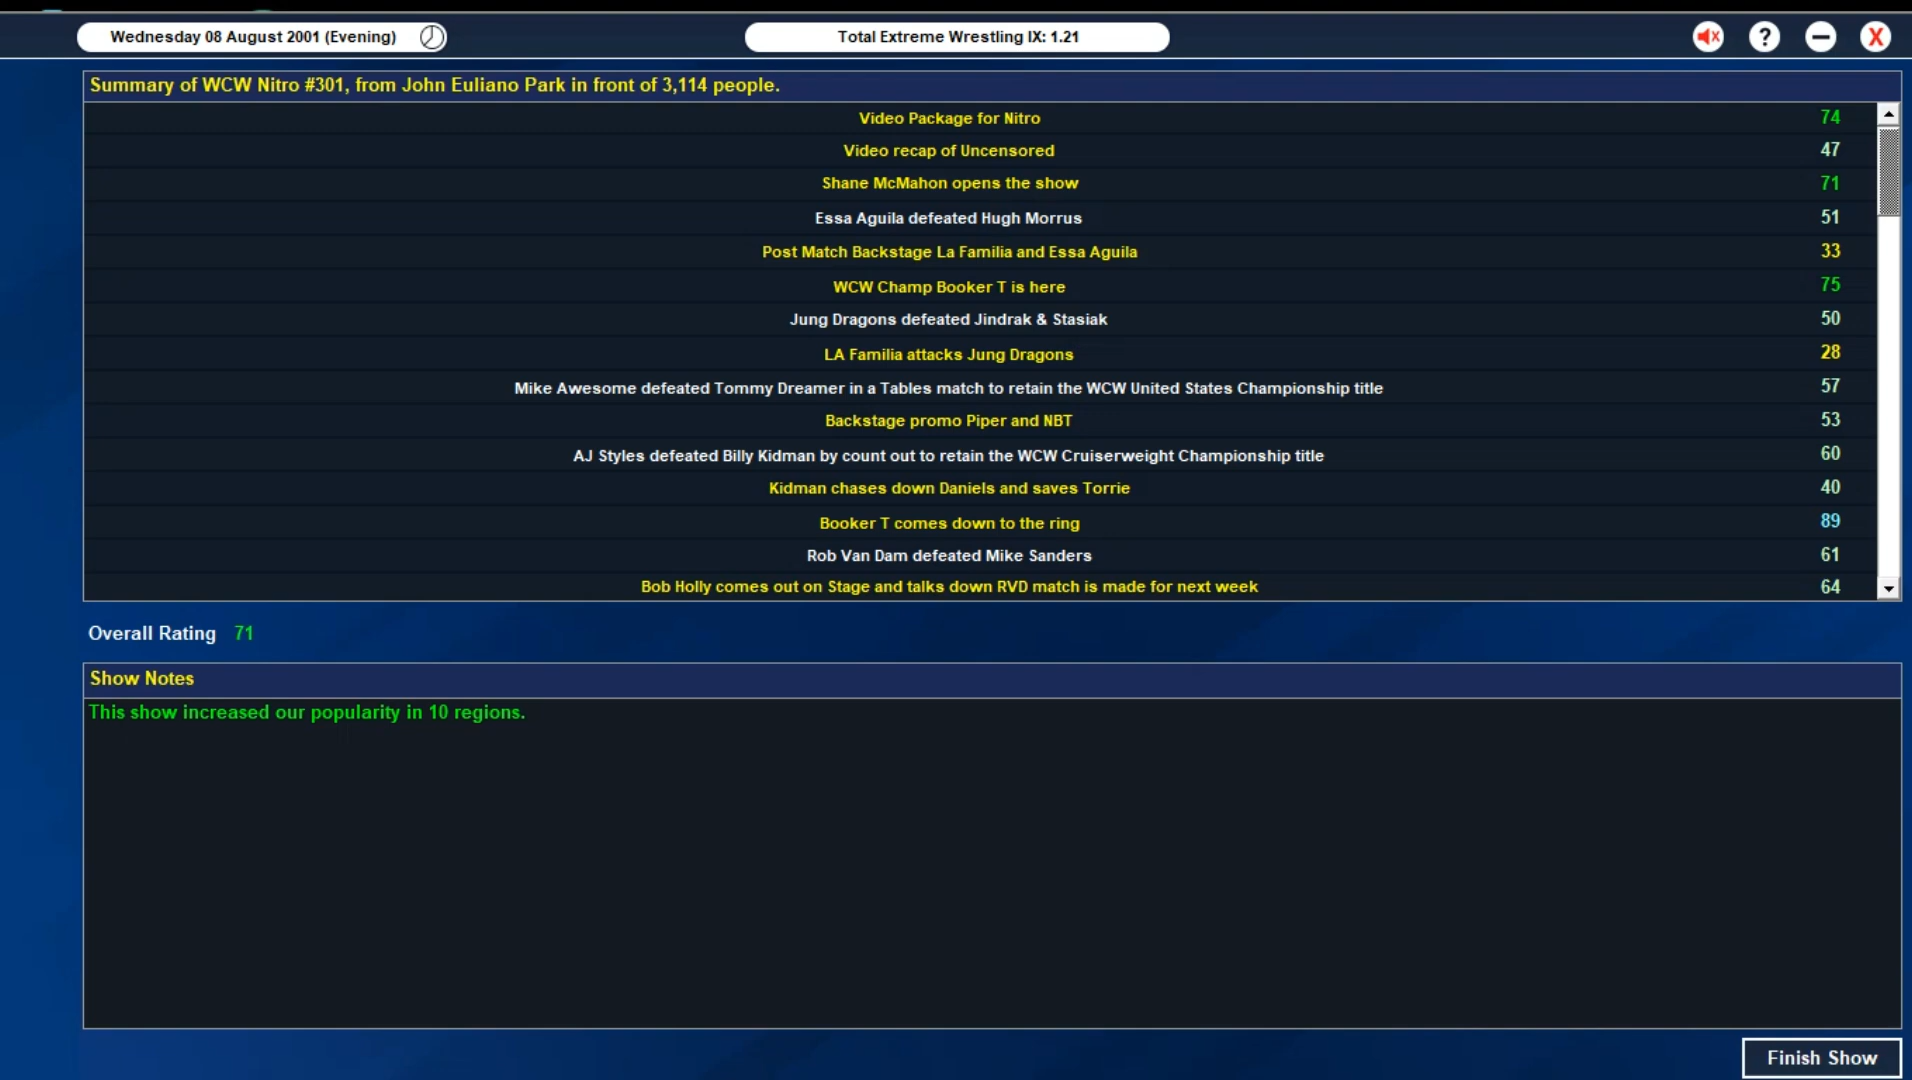 Wednesday 08 August 2001 (Evening)
Total Extreme Wrestling IX: 1.21
?
X
Summary of WCW Nitro #301, from John Euliano Park in front of 3,114 people.
Video Package for Nitro 74
Video recap of Uncensored 47
Shane McMahon opens the show 71
Essa Aguila defeated Hugh Morrus 51
Post Match Backstage La Familia and Essa Aguila 33
WCW Champ Booker T is here 75
Jung Dragons defeated Jindrak & Stasiak 50
LA Familia attacks Jung Dragons 28
Mike Awesome defeated Tommy Dreamer in a Tables match to retain the WCW United States Championship title 57
Backstage promo Piper and NBT 53
AJ Styles defeated Billy Kidman by count out to retain the WCW Cruiserweight Championship title 60
Kidman chases down Daniels and saves Torrie 40
Booker T comes down to the ring 89
Rob Van Dam defeated Mike Sanders 61
Bob Holly comes out on Stage and talks down RVD match is made for next week 64
Overall Rating 71
Show Notes
This show increased our popularity in 10 regions.
Finish Show